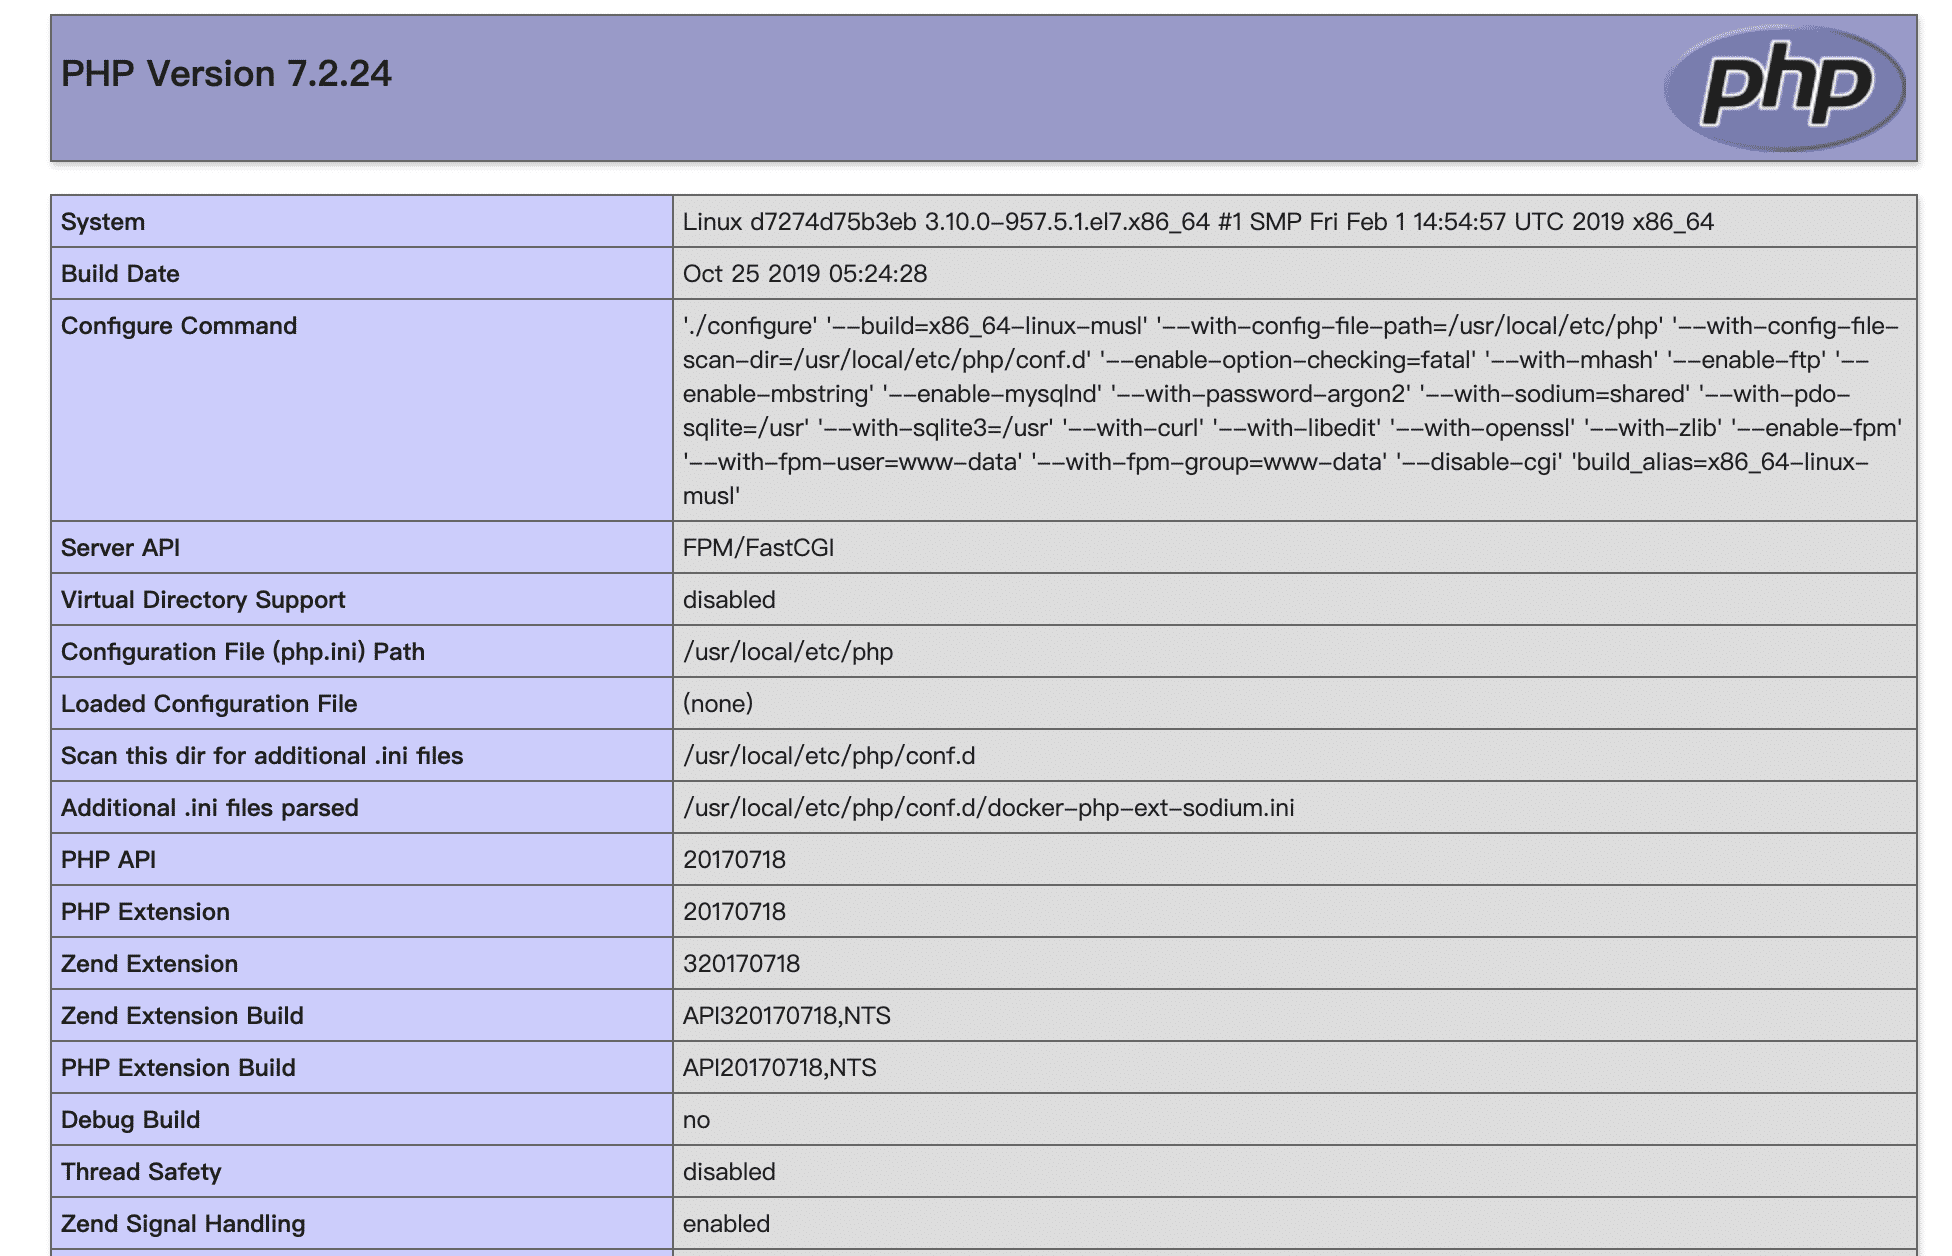 PHP Version 7.2.24
php
System Linux d7274d75b3eb 3.10.0-957.5.1.el7.x86_64 #1 SMP Fri Feb 1 14:54:57 UTC 2019 x86_64
Build Date Oct 25 2019 05:24:28
Configure Command './configure' '--build=x86_64-linux-musl' '--with-config-file-path=/usr/local/etc/php' '--with-config-file-
scan-dir=/usr/local/etc/php/conf.d' '--enable-option-checking=fatal' '--with-mhash' '--enable-ftp' '--
enable-mbstring' '--enable-mysqlnd' '--with-password-argon2' '--with-sodium=shared' '--with-pdo-
sqlite=/usr' '--with-sqlite3=/usr' '--with-curl' '--with-libedit' '--with-openssl' '--with-zlib' '--enable-fpm'
'--with-fpm-user=www-data' '--with-fpm-group=www-data' '--disable-cgi' 'build_alias=x86_64-linux-
musl'
Server API FPM/FastCGI
Virtual Directory Support disabled
Configuration File (php.ini) Path /usr/local/etc/php
Loaded Configuration File (none)
Scan this dir for additional .ini files /usr/local/etc/php/conf.d
Additional .ini files parsed /usr/local/etc/php/conf.d/docker-php-ext-sodium.ini
PHP API 20170718
PHP Extension 20170718
Zend Extension 320170718
Zend Extension Build API320170718,NTS
PHP Extension Build API20170718,NTS
Debug Build no
Thread Safety disabled
Zend Signal Handling enabled